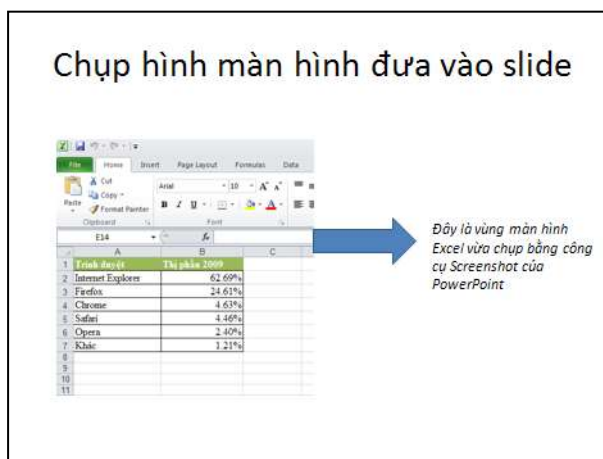 Chụp hình màn hình đưa vào slide
File Home Insert Page Layout Formulas Data
Cut
Copy
Format Painter
Paste
Clipboard
Arial 10 A A
B I U A
Font
E14 fx
A B C
1 Trình duyệt Thị phần 2009
2 Internet Explorer 62.69%
3 Firefox 24.61%
4 Chrome 4.63%
5 Safari 4.46%
6 Opera 2.40%
7 Khác 1.21%
8
9
10
11
Đây là vùng màn hình
Excel vừa chụp bằng công
cụ Screenshot của
PowerPoint